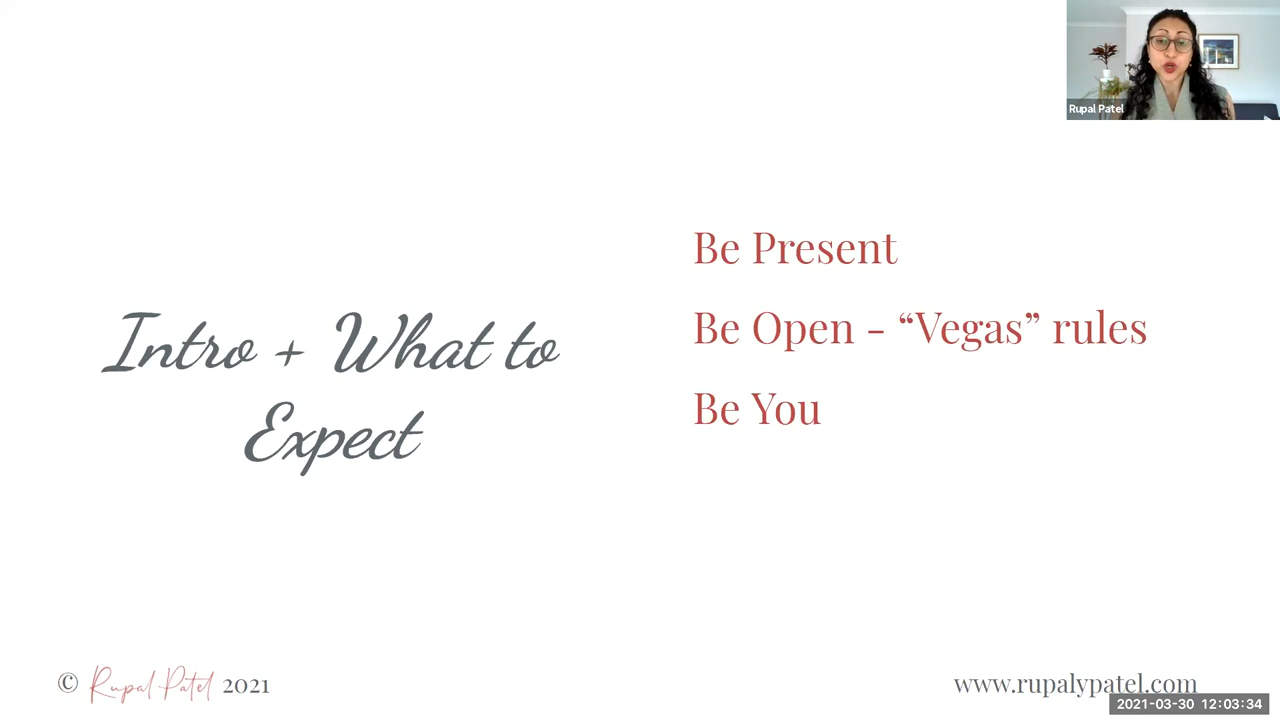 Rupal Patel
Intro + What to
Expect
Be Present
Be Open - “Vegas” rules
Be You
© Rupal Patel 2021
www.rupalypatel.com
2021-03-30 12:03:34